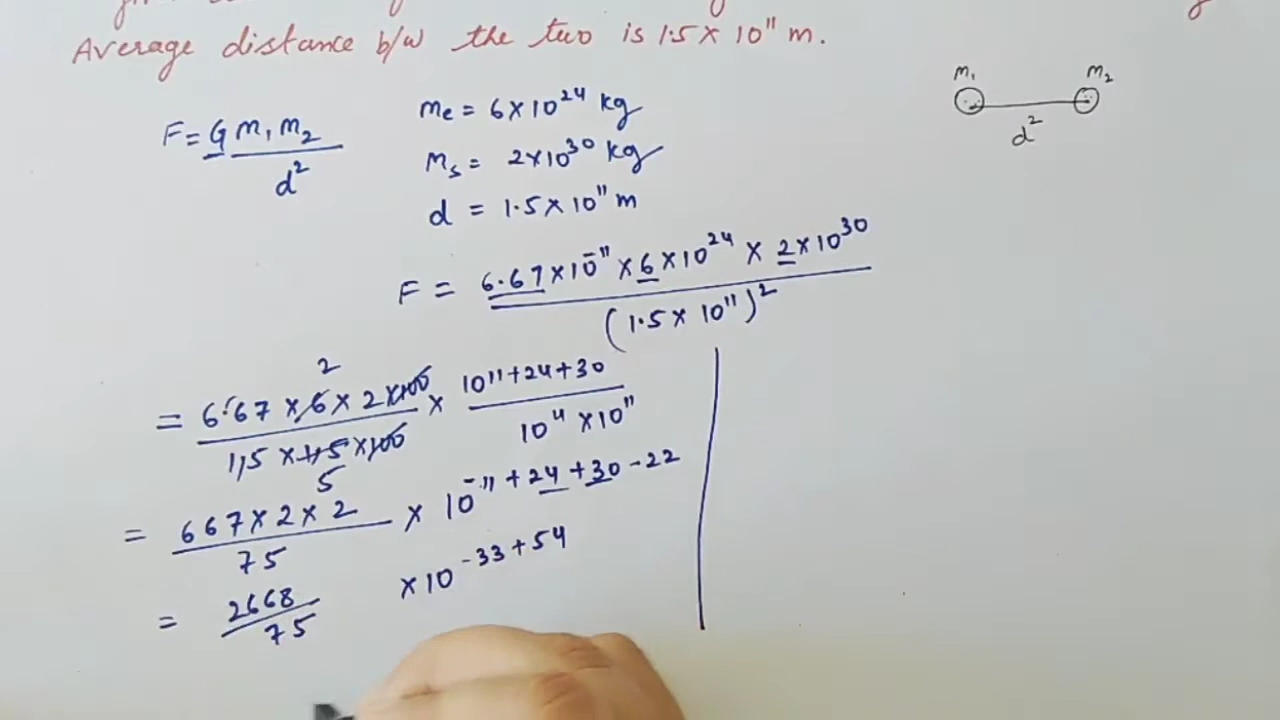 Average distance b/w the two is 1.5 × 10¹¹ m.
m₁ m₂
d²
F = G m₁ m₂ / d²
me = 6 × 10²⁴ kg
Ms = 2 × 10³⁰ kg
d = 1.5 × 10¹¹ m
F = 6.67 × 10⁻¹¹ × 6 × 10²⁴ × 2 × 10³⁰ / (1.5 × 10¹¹)²
2
= 6.67 × 6 × 2 × 100 / 1,5 × 1,5 × 100 × 10¹¹⁺²⁴⁺³⁰ / 10¹¹ × 10¹¹
5
= 667 × 2 × 2 / 75 × 10⁻¹¹⁺²⁴⁺³⁰⁻²²
= 2668 / 75 × 10⁻³³⁺⁵⁴